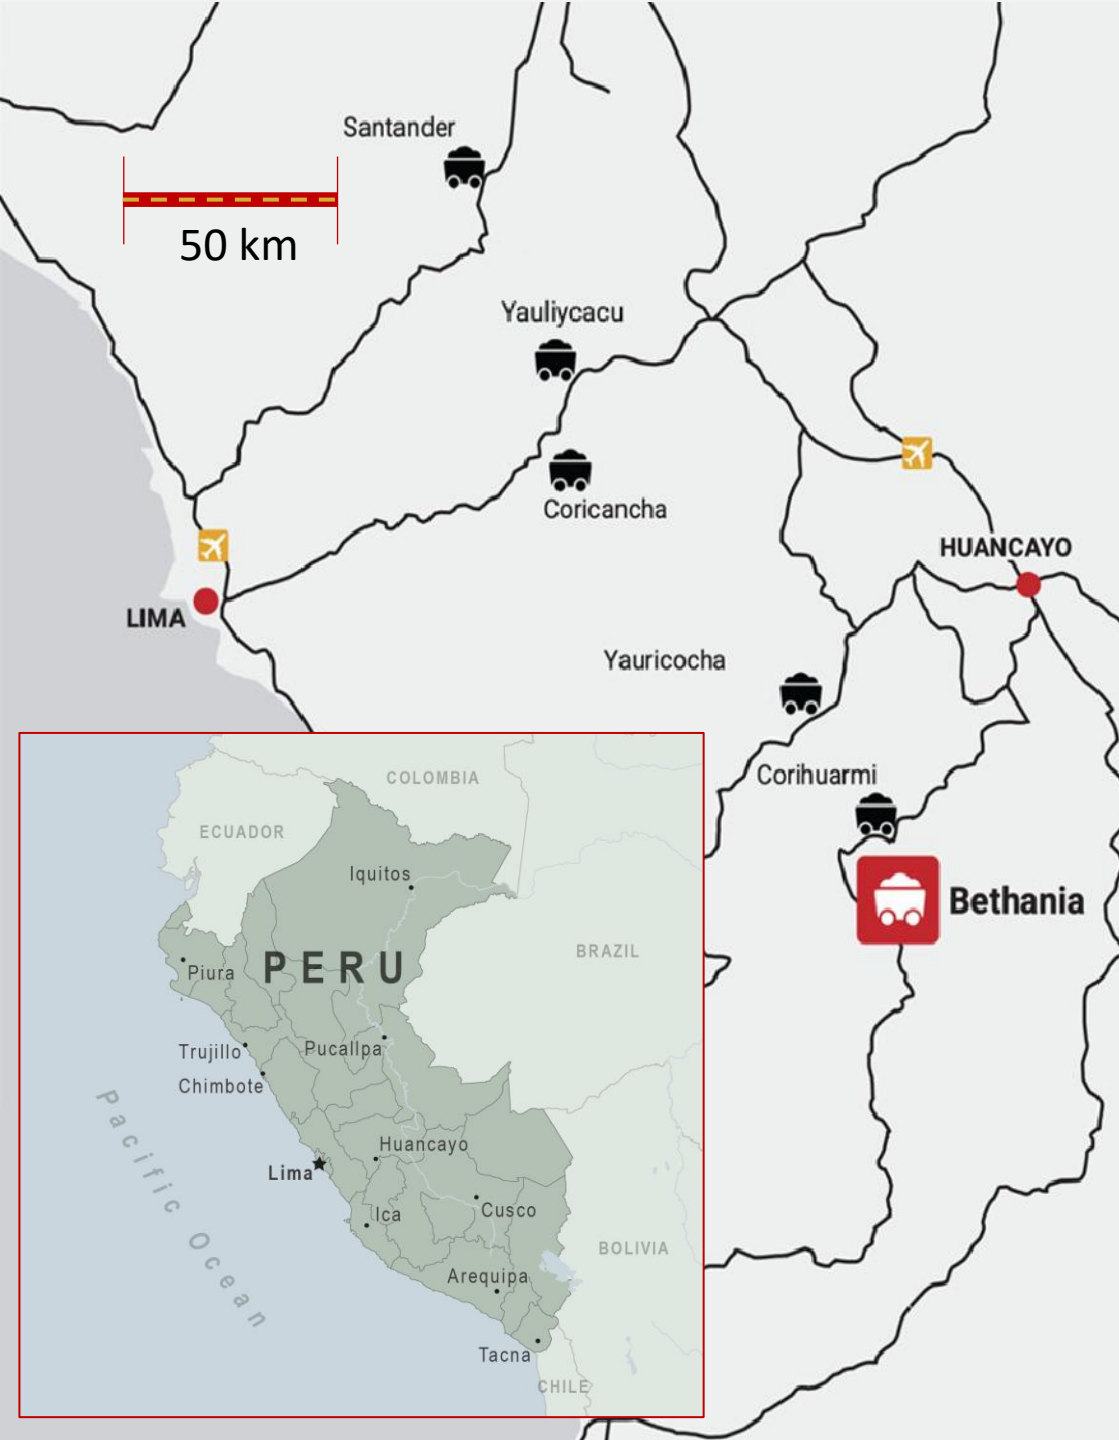 Santander
50 km
Yauliycacu
Coricancha
HUANCAYO
LIMA
Yauricocha
Corihuarmi
Bethania
COLOMBIA
ECUADOR
Iquitos
PERU
BRAZIL
Piura
Trujillo
Pucallpa
Chimbote
Pacific Ocean
Huancayo
Lima
Ica
Cusco
BOLIVIA
Arequipa
Tacna
CHILE